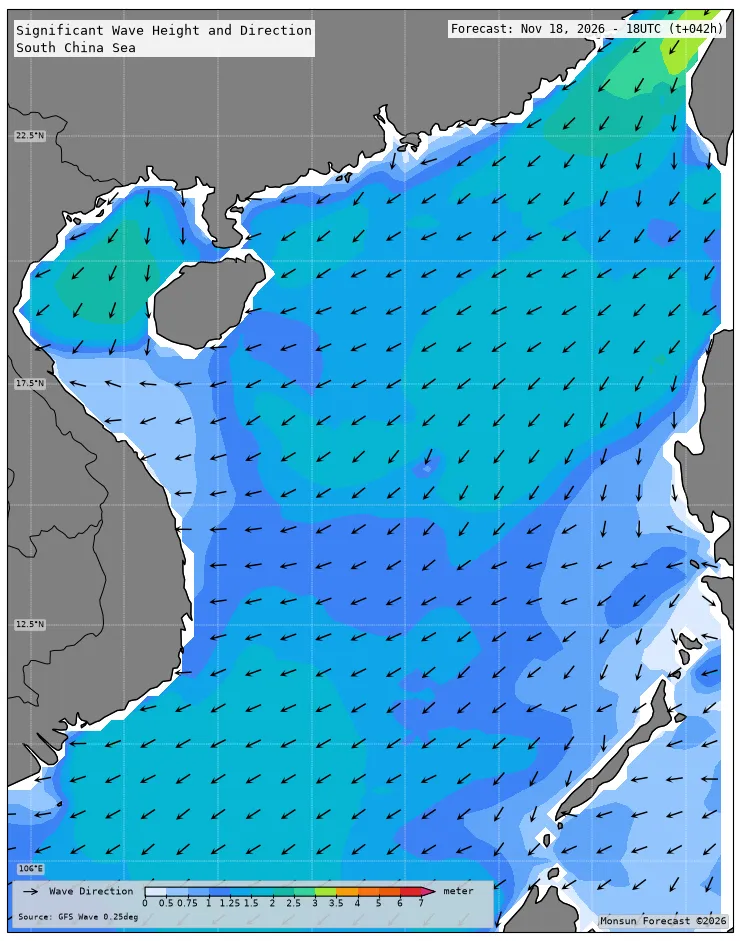 Significant Wave Height and Direction
South China Sea
Forecast: Nov 18, 2026 - 18UTC (t+042h)
22.5°N
17.5°N
12.5°N
106°E
Wave Direction
meter
0 0.5 0.75 1 1.25 1.5 2 2.5 3 3.5 4 5 6 7
Source: GFS Wave 0.25deg
Monsun Forecast ©2026